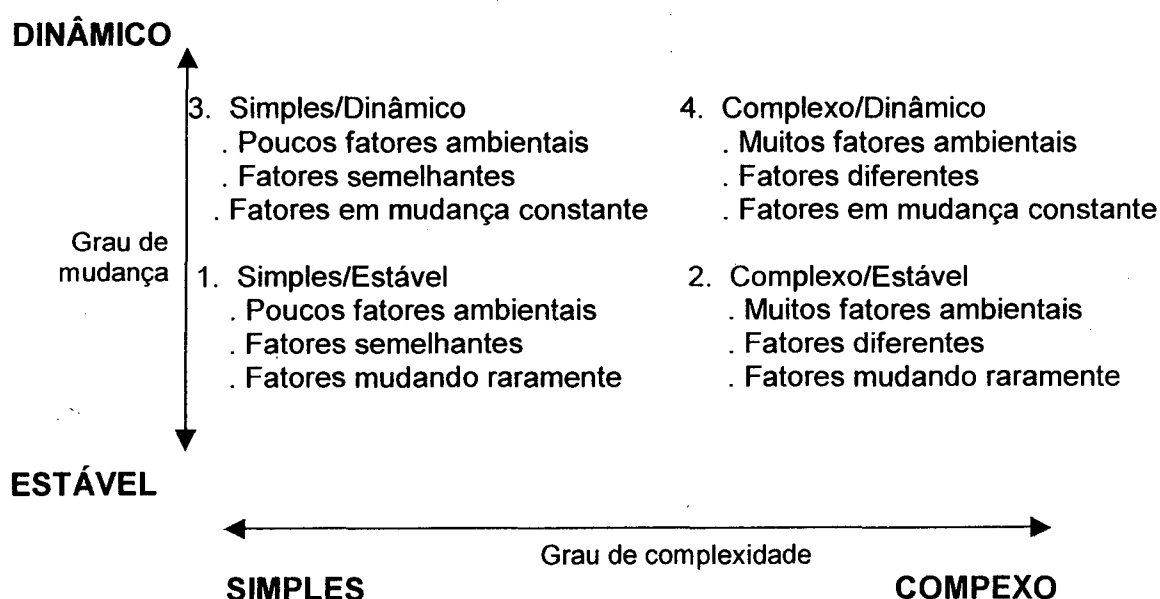 DINÂMICO
3. Simples/Dinâmico
. Poucos fatores ambientais
. Fatores semelhantes
. Fatores em mudança constante
4. Complexo/Dinâmico
. Muitos fatores ambientais
. Fatores diferentes
. Fatores em mudança constante
Grau de
mudança
1. Simples/Estável
. Poucos fatores ambientais
. Fatores semelhantes
. Fatores mudando raramente
2. Complexo/Estável
. Muitos fatores ambientais
. Fatores diferentes
. Fatores mudando raramente
ESTÁVEL
Grau de complexidade
SIMPLES
COMPEXO